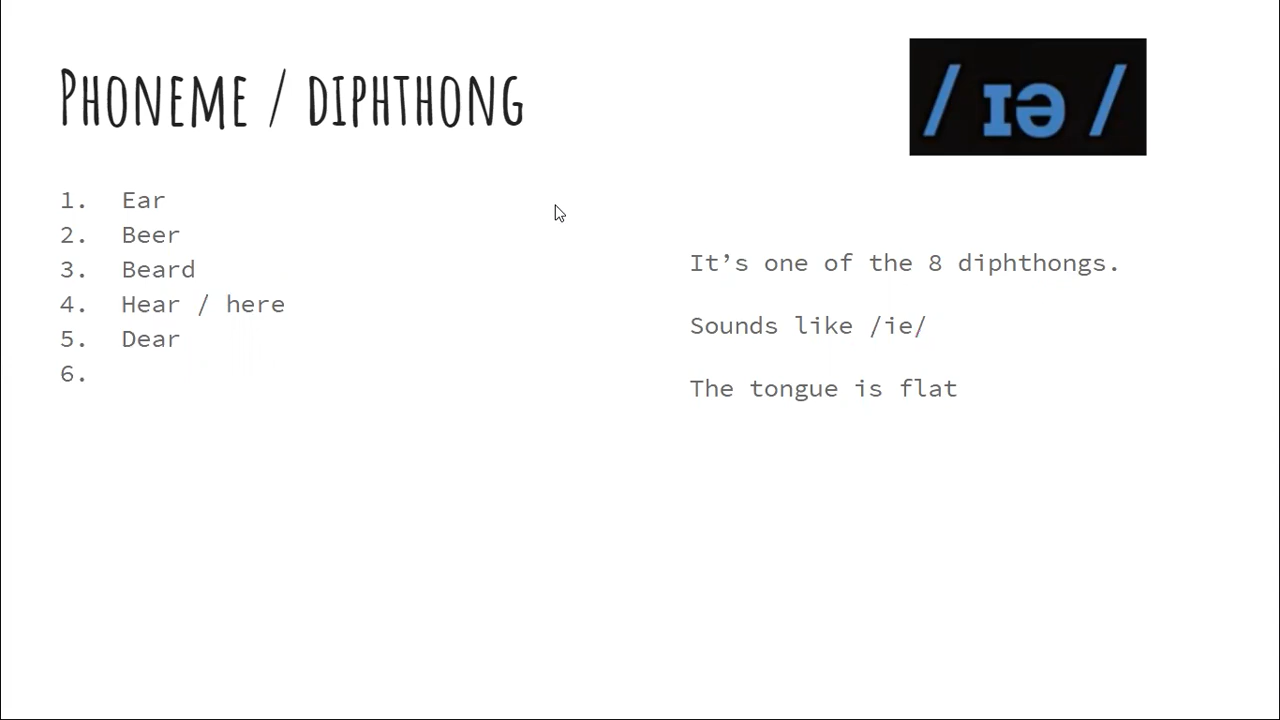 Phoneme / diphthong
/ ɪə /
1. Ear
2. Beer
3. Beard
4. Hear / here
5. Dear
6.
It’s one of the 8 diphthongs.
Sounds like /ie/
The tongue is flat